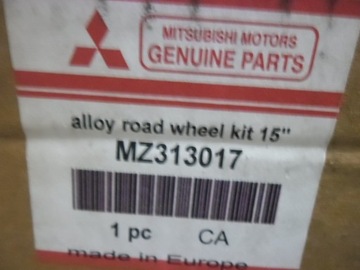 MITSUBISHI MOTORS
GENUINE PARTS
alloy road wheel kit 15"
MZ313017
1 pc CA
made in Europe